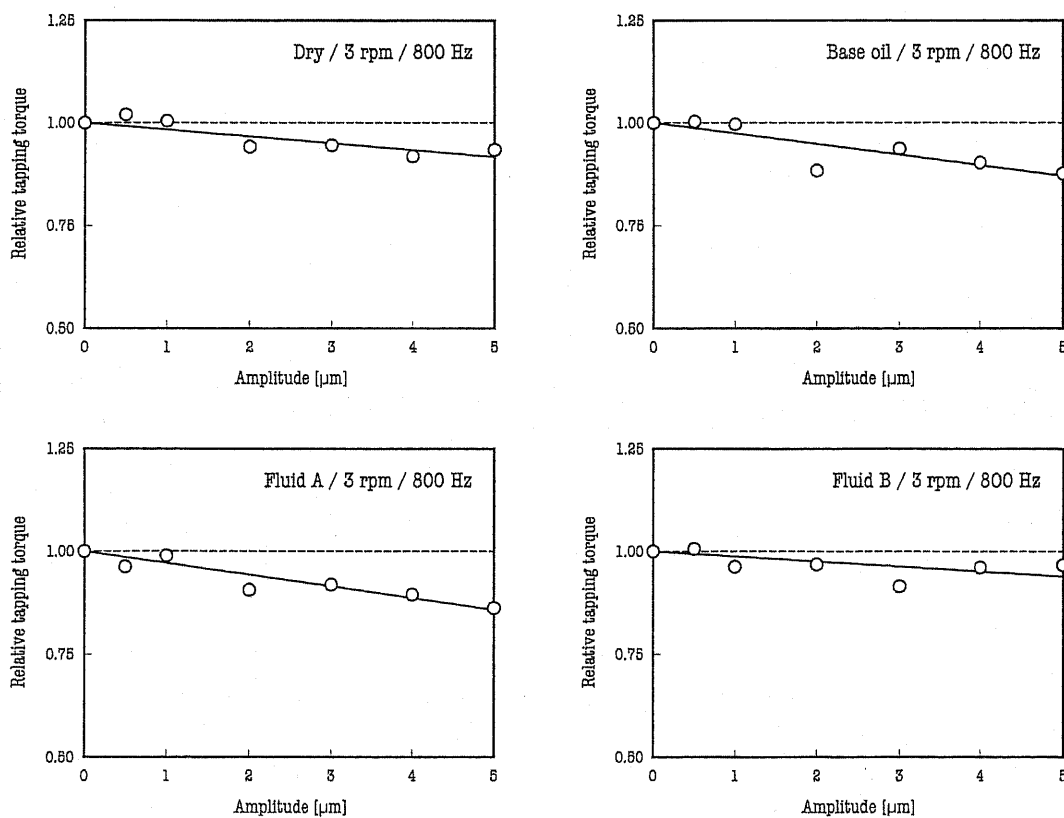 1.25
Dry / 3 rpm / 800 Hz
1.00
0.75
0.50
Relative tapping torque
0 1 2 3 4 5
Amplitude [μm]
1.25
Base oil / 3 rpm / 800 Hz
1.00
0.75
0.50
Relative tapping torque
0 1 2 3 4 5
Amplitude [μm]
1.25
Fluid A / 3 rpm / 800 Hz
1.00
0.75
0.50
Relative tapping torque
0 1 2 3 4 5
Amplitude [μm]
1.25
Fluid B / 3 rpm / 800 Hz
1.00
0.75
0.50
Relative tapping torque
0 1 2 3 4 5
Amplitude [μm]